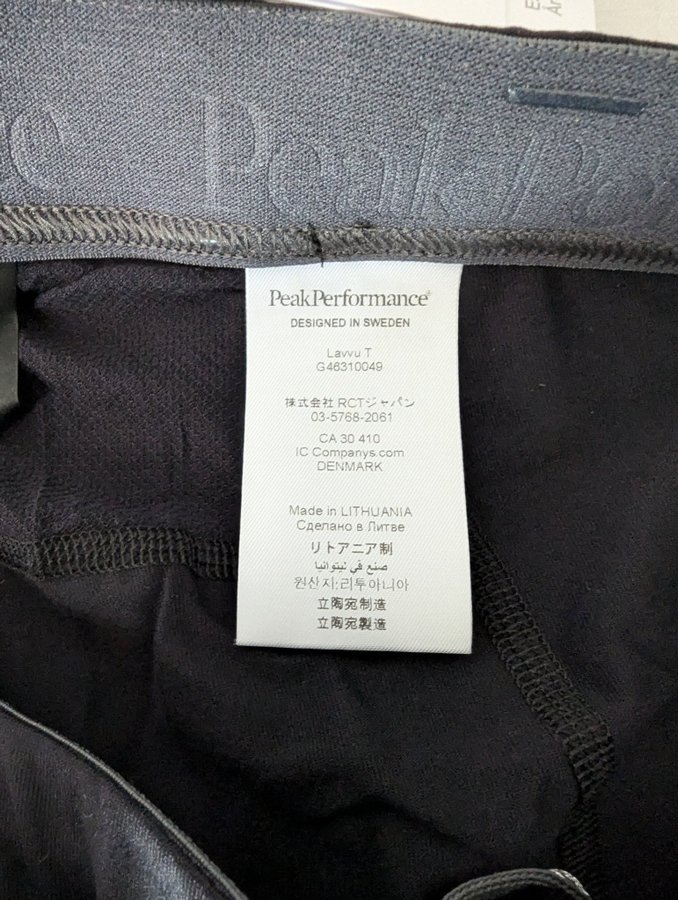 e Peak Pe
PeakPerformance®
DESIGNED IN SWEDEN
Lavvu T
G46310049
株式会社 RCTジャパン
03-5768-2061
CA 30 410
IC Companys.com
DENMARK
Made in LITHUANIA
Сделано в Литве
リトアニア制
صنع في ليتوانيا
원산지:리투아니아
立陶宛制造
立陶宛製造